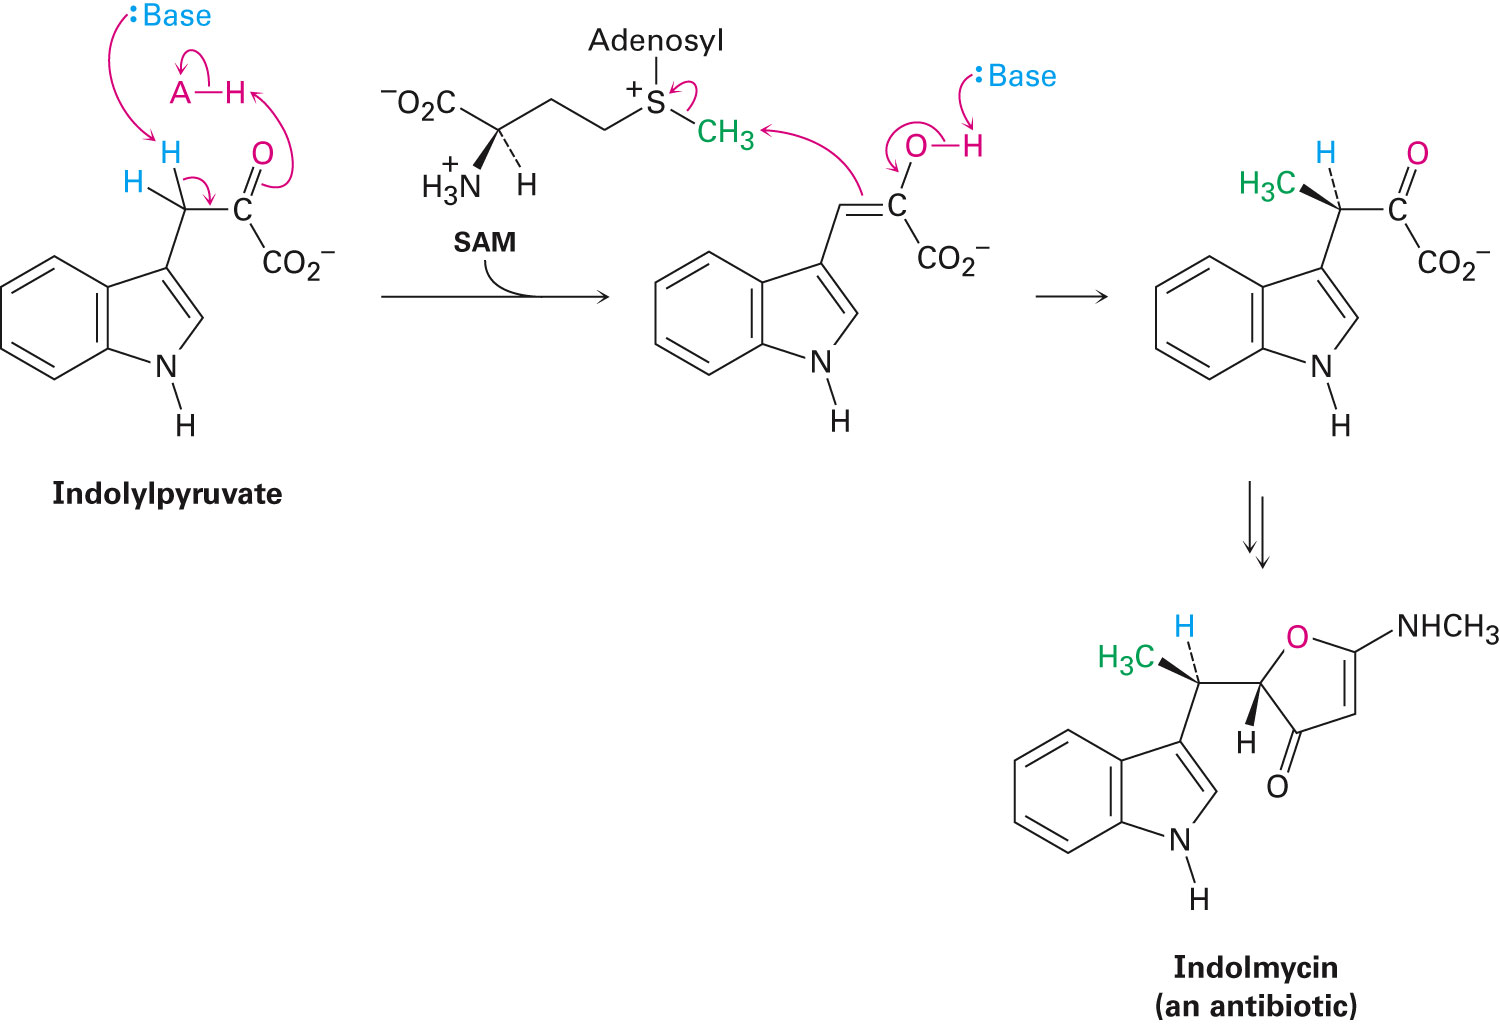 :Base
A—H
H
H
O
C
CO₂⁻
N
H
Indolylpyruvate
Adenosyl
⁻O₂C
+
S
CH₃
+
H₃N
H
SAM
:Base
O—H
C
CO₂⁻
N
H
H
H₃C
O
C
CO₂⁻
N
H
H
H₃C
O
NHCH₃
H
O
N
H
Indolmycin
(an antibiotic)